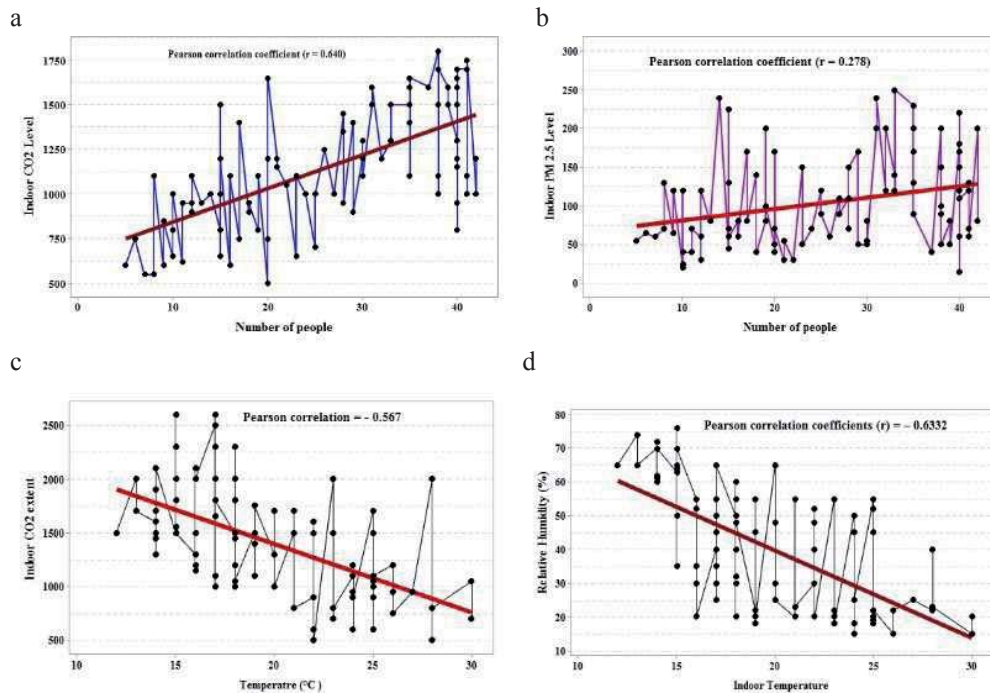 a
Pearson correlation coefficient (r = 0.640)
Indoor CO2 Level
1750
1500
1250
1000
750
500
0
10
20
30
40
Number of people
b
Pearson correlation coefficient (r = 0.278)
Indoor PM 2.5 Level
300
250
200
150
100
50
0
0
10
20
30
40
Number of people
c
Pearson correlation = - 0.567
Indoor CO2 extent
2500
2000
1500
1000
500
10
15
20
25
30
Temperatre (°C )
d
Pearson correlation coefficients (r) = - 0.6332
Relative Humidity (%)
80
70
60
50
40
30
20
10
10
15
20
25
30
Indoor Temperature